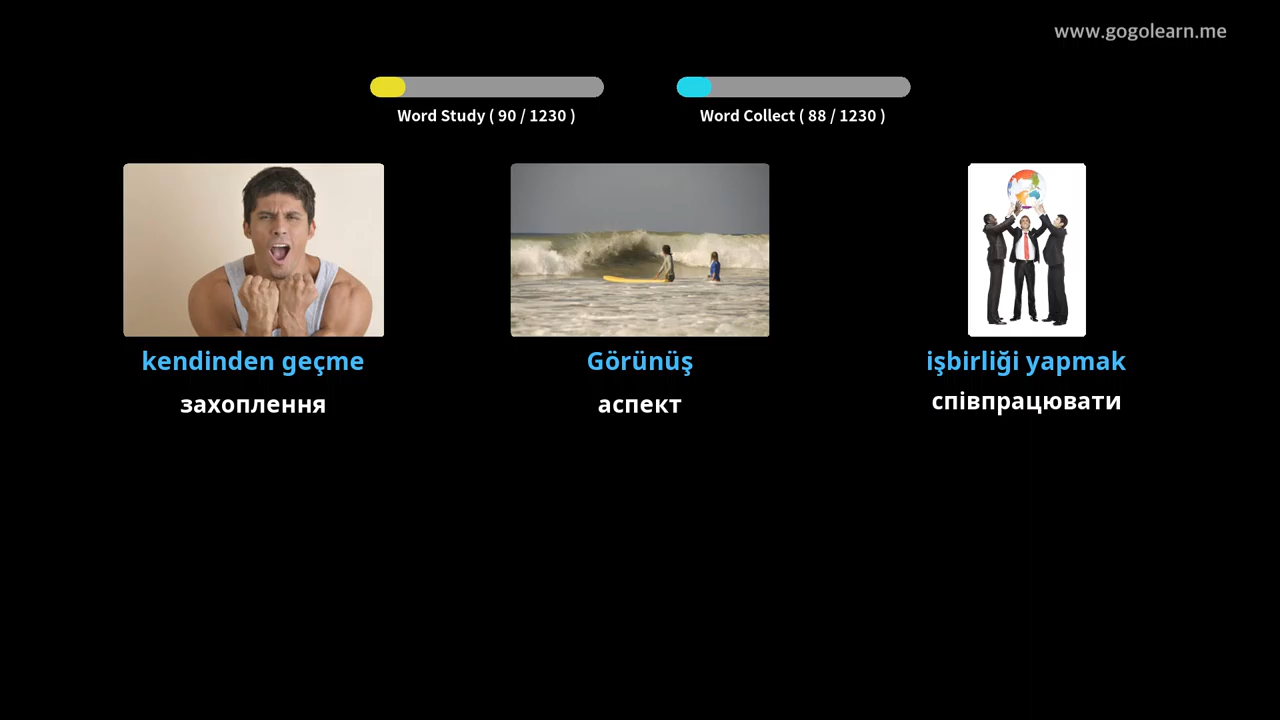 www.gogolearn.me
Word Study ( 90 / 1230 )
Word Collect ( 88 / 1230 )
kendinden geçme
захоплення
Görünüş
аспект
işbirliği yapmak
співпрацювати